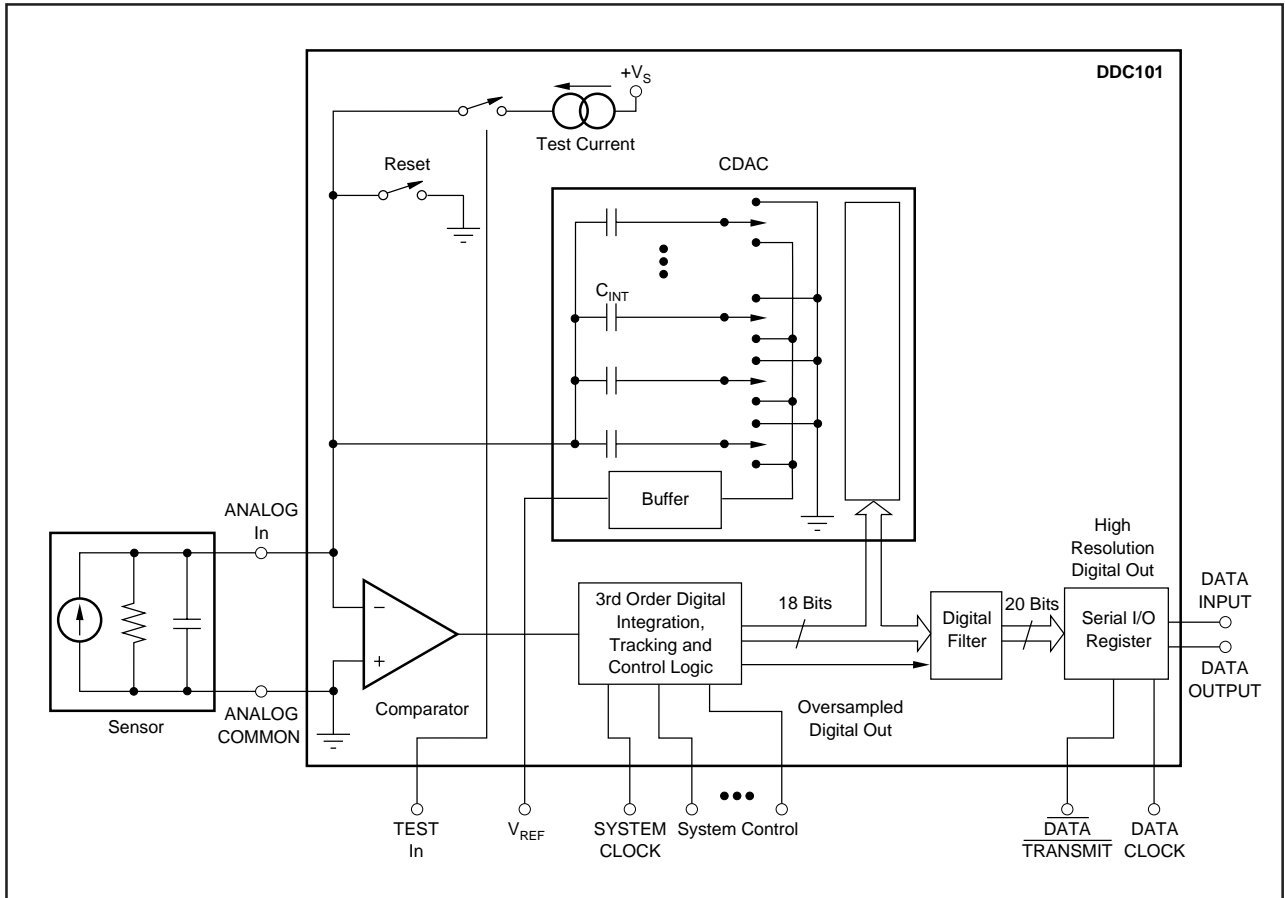 DDC101
+VS
Test Current
Reset
CDAC
CINT
Buffer
ANALOG
In
High
Resolution
Digital Out
DATA
INPUT
3rd Order Digital
Integration,
Tracking and
Control Logic
18 Bits
Digital
Filter
20 Bits
Serial I/O
Register
−
+
DATA
OUTPUT
Comparator
Sensor
ANALOG
COMMON
Oversampled
Digital Out
TEST
In
VREF
SYSTEM
CLOCK
System Control
DATA
TRANSMIT
DATA
CLOCK